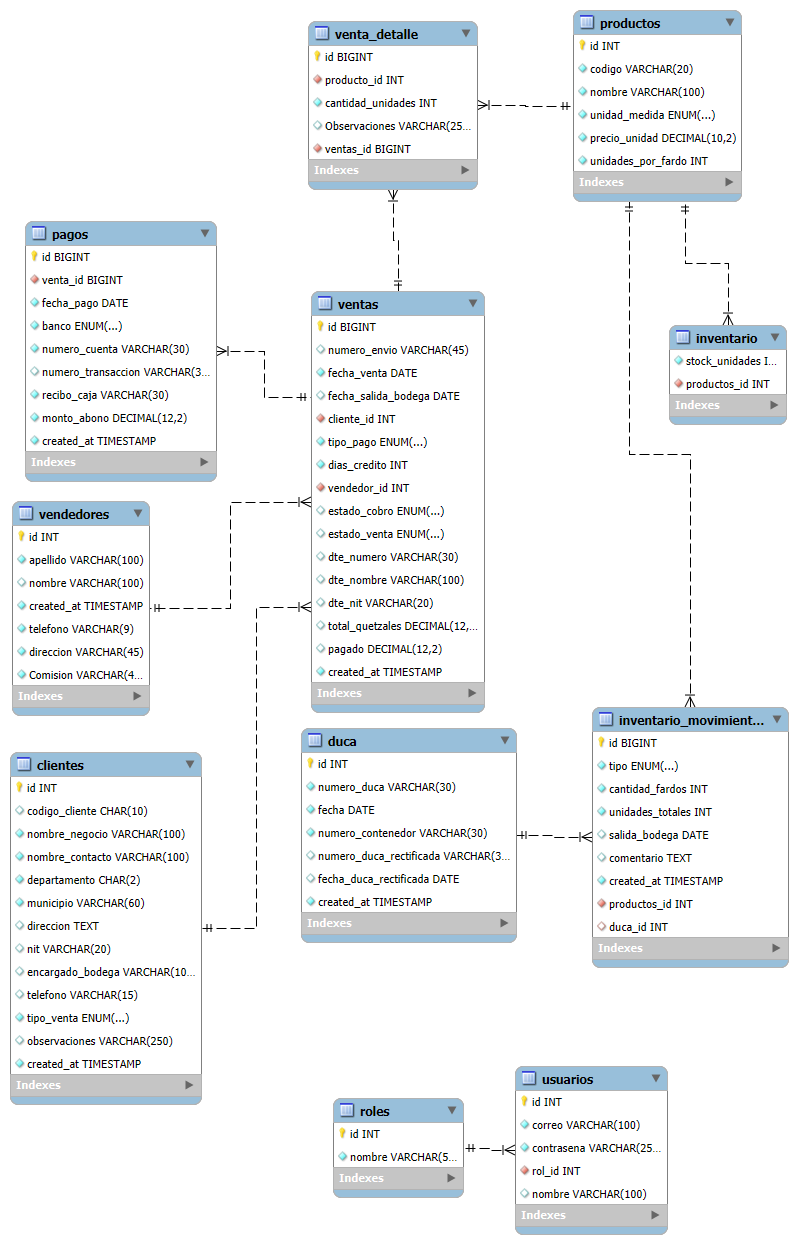 venta_detalle
id BIGINT
producto_id INT
cantidad_unidades INT
Observaciones VARCHAR(25...
ventas_id BIGINT
Indexes
productos
id INT
codigo VARCHAR(20)
nombre VARCHAR(100)
unidad_medida ENUM(...)
precio_unidad DECIMAL(10,2)
unidades_por_fardo INT
Indexes
pagos
id BIGINT
venta_id BIGINT
fecha_pago DATE
banco ENUM(...)
numero_cuenta VARCHAR(30)
numero_transaccion VARCHAR(3...
recibo_caja VARCHAR(30)
monto_abono DECIMAL(12,2)
created_at TIMESTAMP
Indexes
ventas
id BIGINT
numero_envio VARCHAR(45)
fecha_venta DATE
fecha_salida_bodega DATE
cliente_id INT
tipo_pago ENUM(...)
dias_credito INT
vendedor_id INT
estado_cobro ENUM(...)
estado_venta ENUM(...)
dte_numero VARCHAR(30)
dte_nombre VARCHAR(100)
dte_nit VARCHAR(20)
total_quetzales DECIMAL(12,...
pagado DECIMAL(12,2)
created_at TIMESTAMP
Indexes
inventario
stock_unidades I...
productos_id INT
Indexes
vendedores
id INT
apellido VARCHAR(100)
nombre VARCHAR(100)
created_at TIMESTAMP
telefono VARCHAR(9)
direccion VARCHAR(45)
Comision VARCHAR(4...
Indexes
clientes
id INT
codigo_cliente CHAR(10)
nombre_negocio VARCHAR(100)
nombre_contacto VARCHAR(100)
departamento CHAR(2)
municipio VARCHAR(60)
direccion TEXT
nit VARCHAR(20)
encargado_bodega VARCHAR(10...
telefono VARCHAR(15)
tipo_venta ENUM(...)
observaciones VARCHAR(250)
created_at TIMESTAMP
Indexes
duca
id INT
numero_duca VARCHAR(30)
fecha DATE
numero_contenedor VARCHAR(30)
numero_duca_rectificada VARCHAR(3...
fecha_duca_rectificada DATE
created_at TIMESTAMP
Indexes
inventario_movimient...
id BIGINT
tipo ENUM(...)
cantidad_fardos INT
unidades_totales INT
salida_bodega DATE
comentario TEXT
created_at TIMESTAMP
productos_id INT
duca_id INT
Indexes
roles
id INT
nombre VARCHAR(5...
Indexes
usuarios
id INT
correo VARCHAR(100)
contrasena VARCHAR(25...
rol_id INT
nombre VARCHAR(100)
Indexes